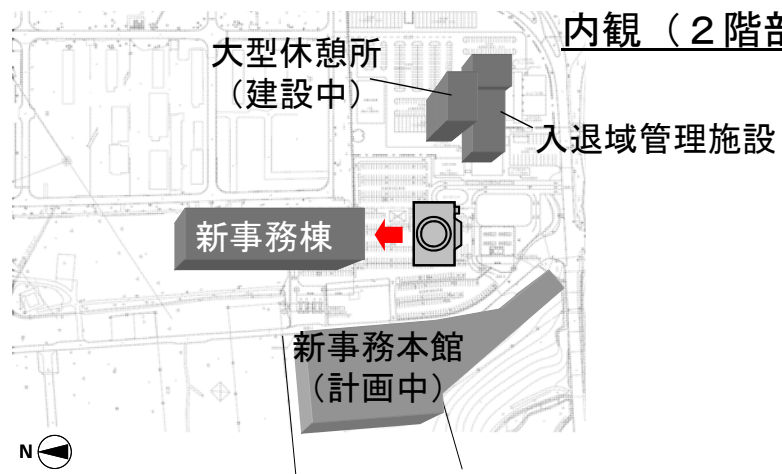 内観（２階部
大型休憩所
（建設中）
入退域管理施設
新事務棟
新事務本館
（計画中）
N